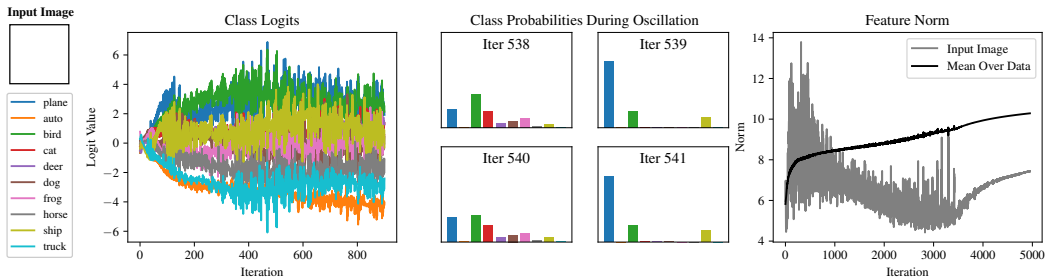 Input Image
plane
auto
bird
cat
deer
dog
frog
horse
ship
truck
Class Logits
Logit Value
6
4
2
0
−2
−4
−6
0
200
400
600
800
Iteration
Class Probabilities During Oscillation
Iter 538
Iter 539
Iter 540
Iter 541
Feature Norm
Norm
14
12
10
8
6
4
Input Image
Mean Over Data
0
1000
2000
3000
4000
5000
Iteration